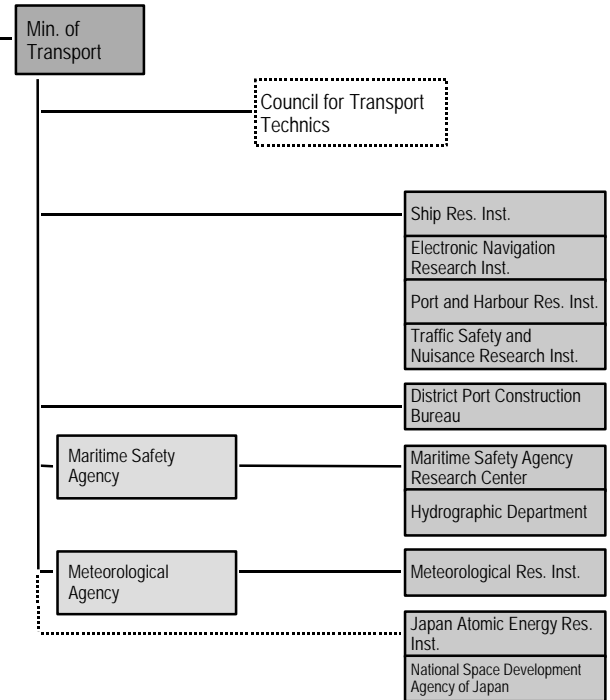 Min. of
Transport
Council for Transport
Technics
Ship Res. Inst.
Electronic Navigation
Research Inst.
Port and Harbour Res. Inst.
Traffic Safety and
Nuisance Research Inst.
District Port Construction
Bureau
Maritime Safety
Agency
Maritime Safety Agency
Research Center
Hydrographic Department
Meteorological
Agency
Meteorological Res. Inst.
Japan Atomic Energy Res.
Inst.
National Space Development
Agency of Japan